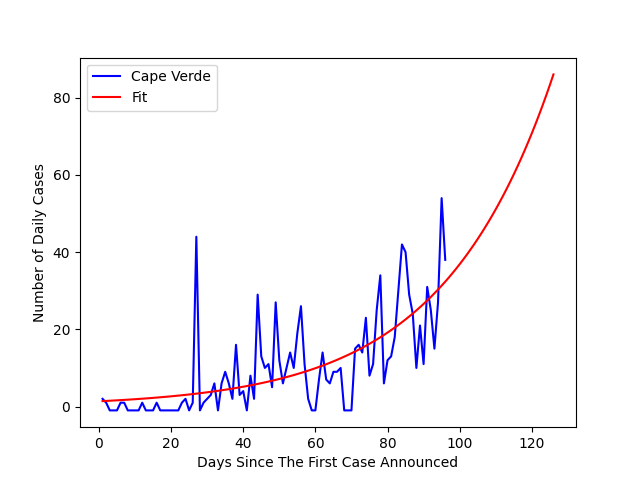 Cape Verde
Fit
80
60
40
20
0
Number of Daily Cases
0 20 40 60 80 100 120
Days Since The First Case Announced